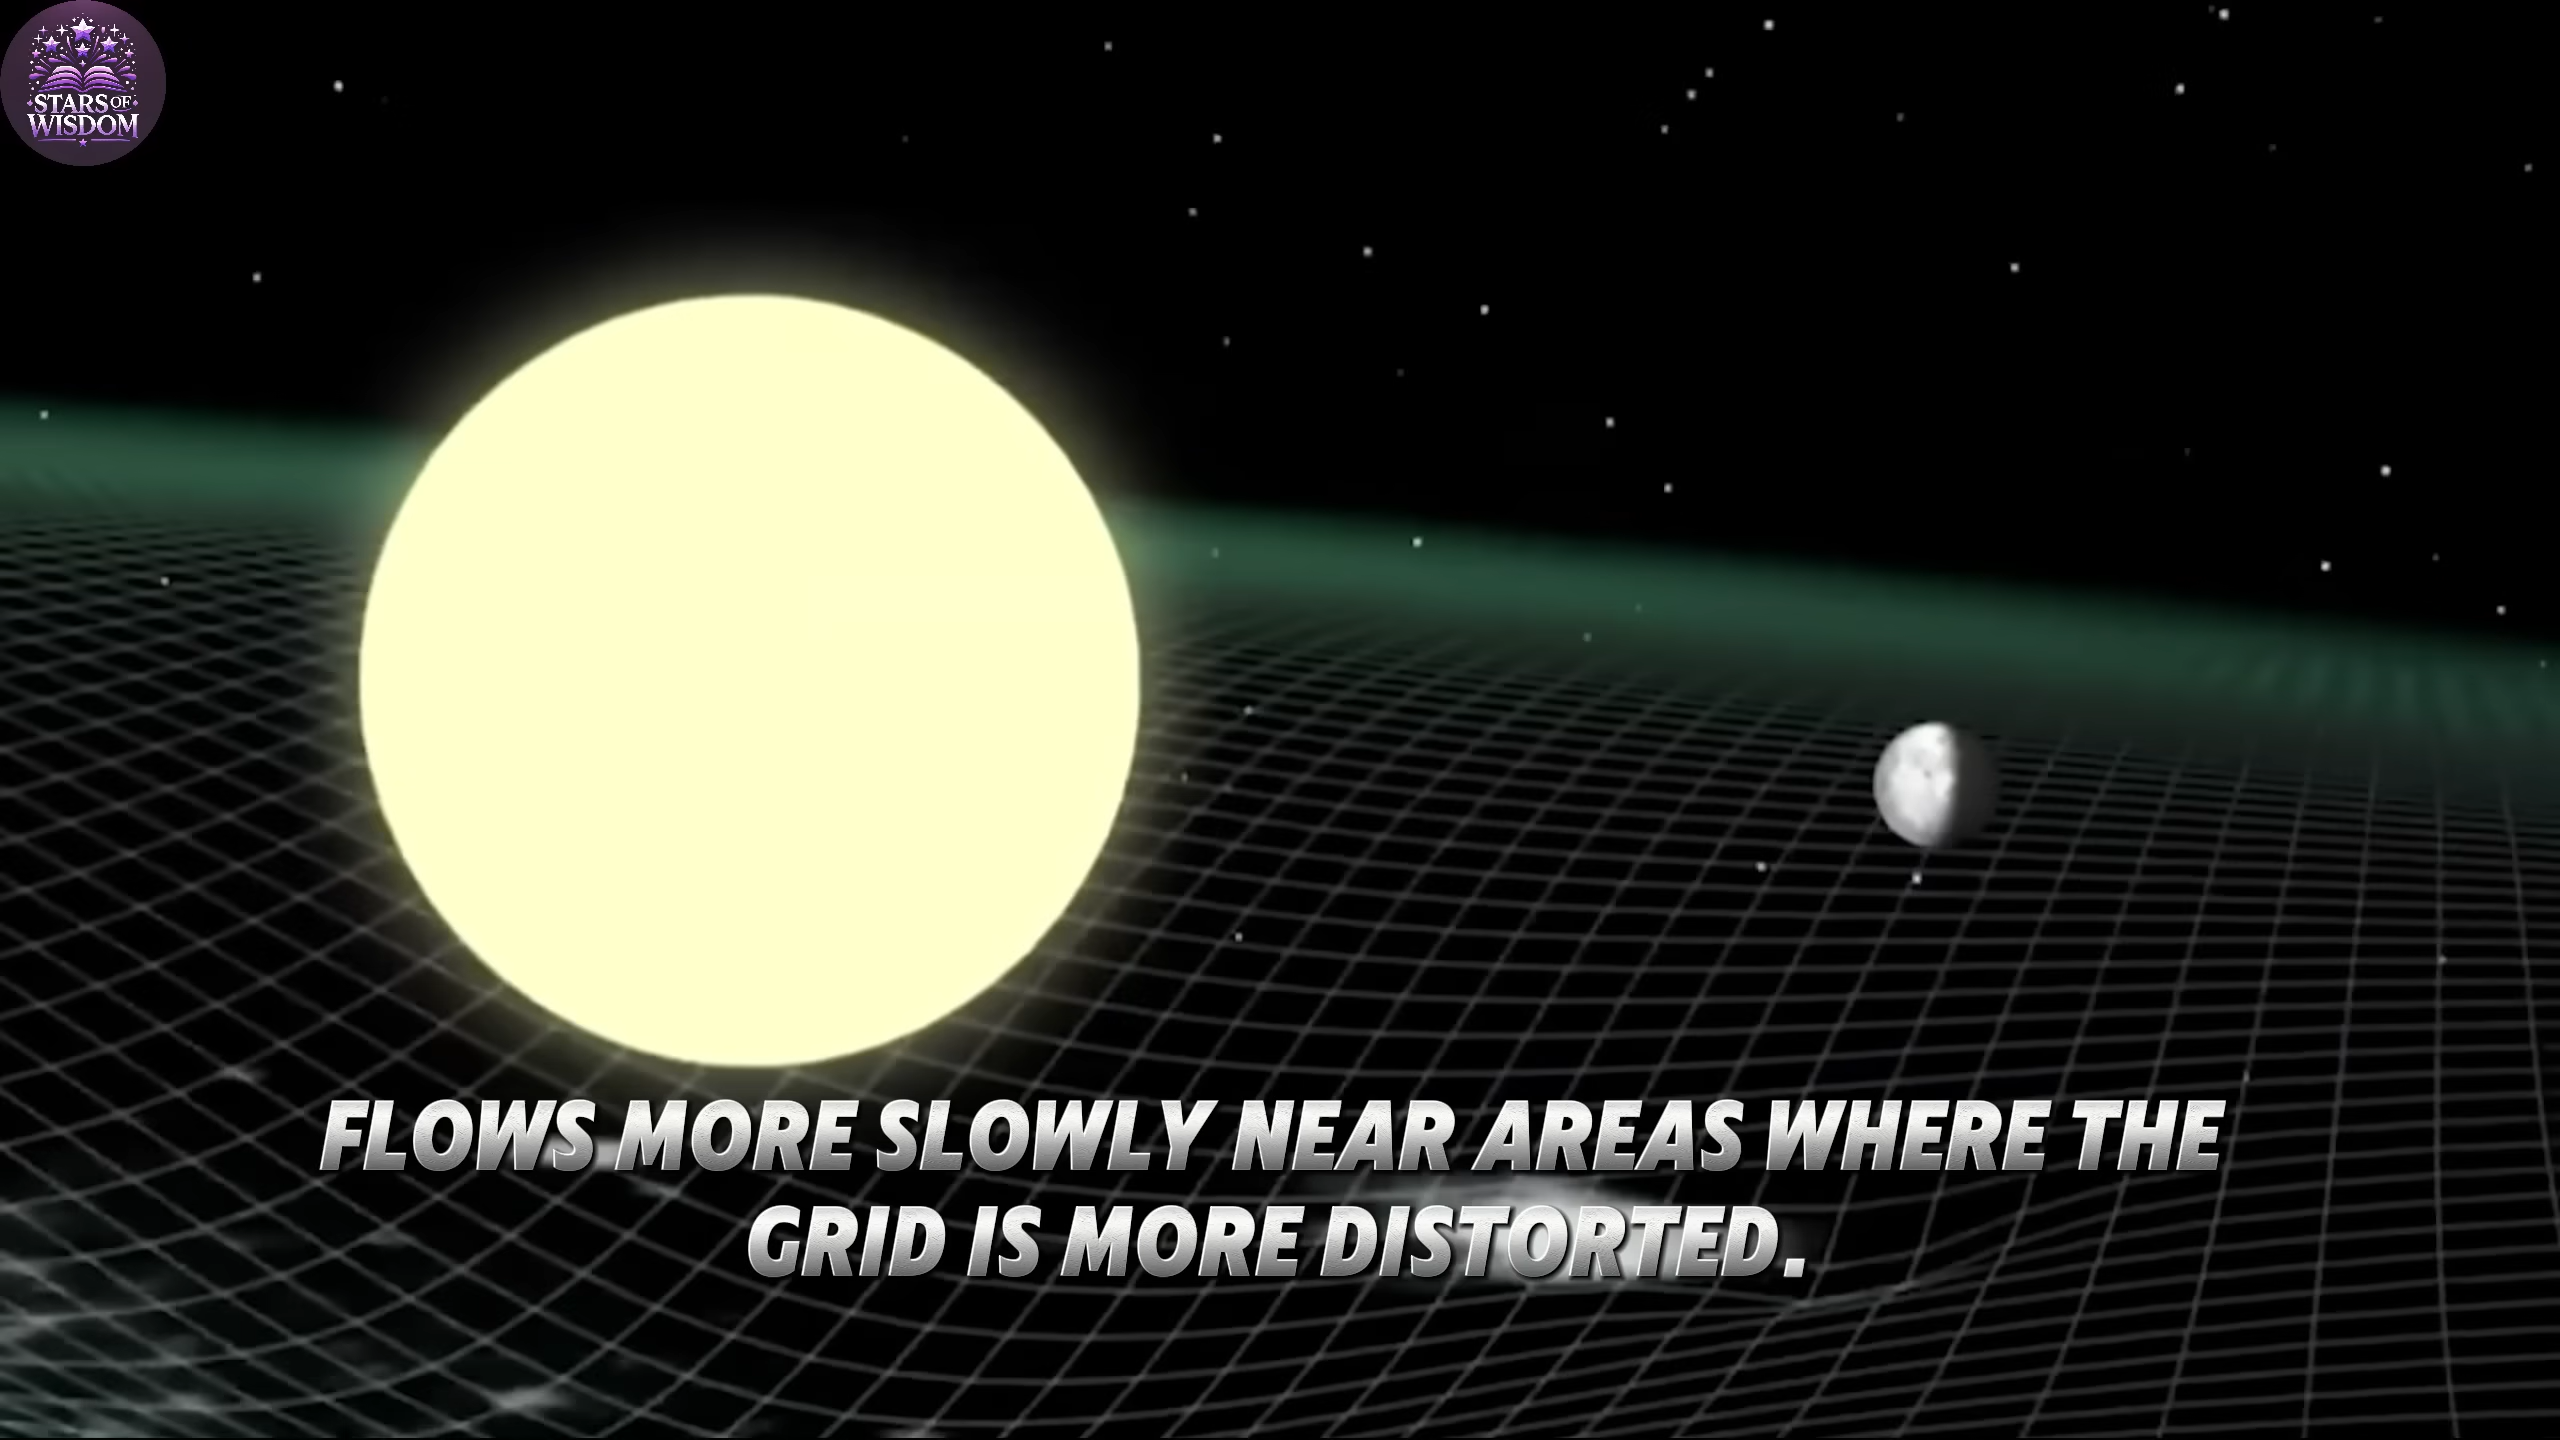 STARS OF
WISDOM
FLOWS MORE SLOWLY NEAR AREAS WHERE THE
GRID IS MORE DISTORTED.